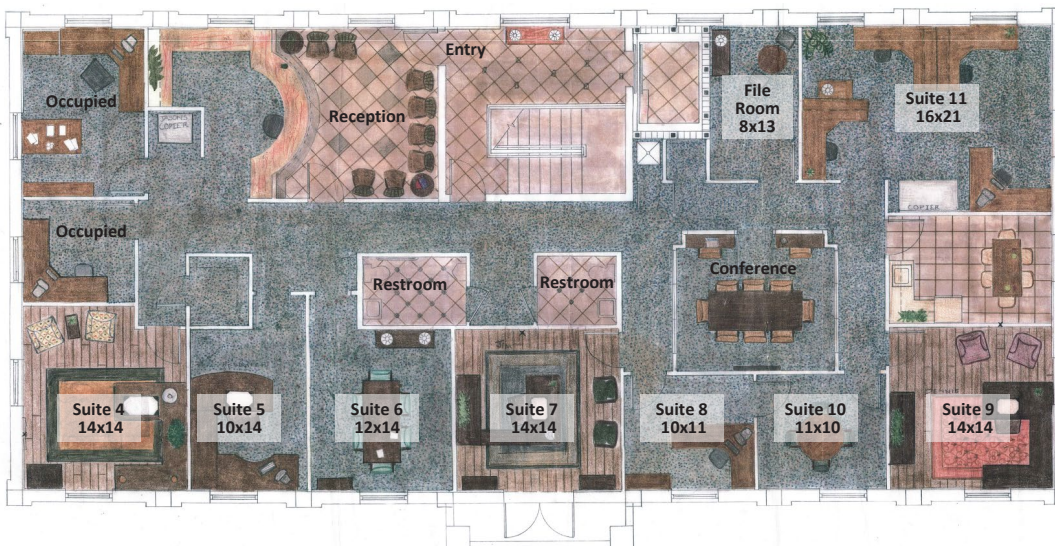 Entry
Occupied
Reception
File
Room
8x13
Suite 11
16x21
COPIER
COPIER
Occupied
Restroom
Restroom
Conference
Suite 4
14x14
Suite 5
10x14
Suite 6
12x14
Suite 7
14x14
Suite 8
10x11
Suite 10
11x10
Suite 9
14x14